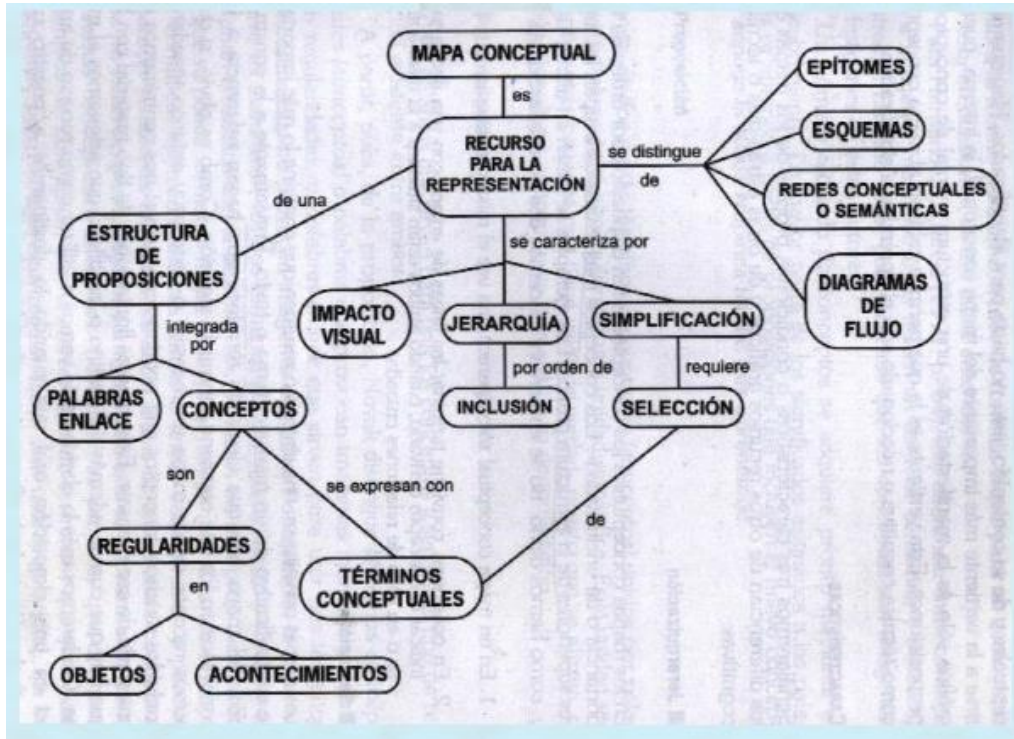 MAPA CONCEPTUAL
es
RECURSO
PARA LA
REPRESENTACIÓN
se distingue
de
EPÍTOMES
ESQUEMAS
REDES CONCEPTUALES
O SEMÁNTICAS
DIAGRAMAS
DE
FLUJO
de una
ESTRUCTURA
DE
PROPOSICIONES
se caracteriza por
IMPACTO
VISUAL
JERARQUÍA
SIMPLIFICACIÓN
integrada
por
por orden de
requiere
PALABRAS
ENLACE
CONCEPTOS
INCLUSIÓN
SELECCIÓN
son
se expresan con
de
REGULARIDADES
TÉRMINOS
CONCEPTUALES
en
OBJETOS
ACONTECIMIENTOS